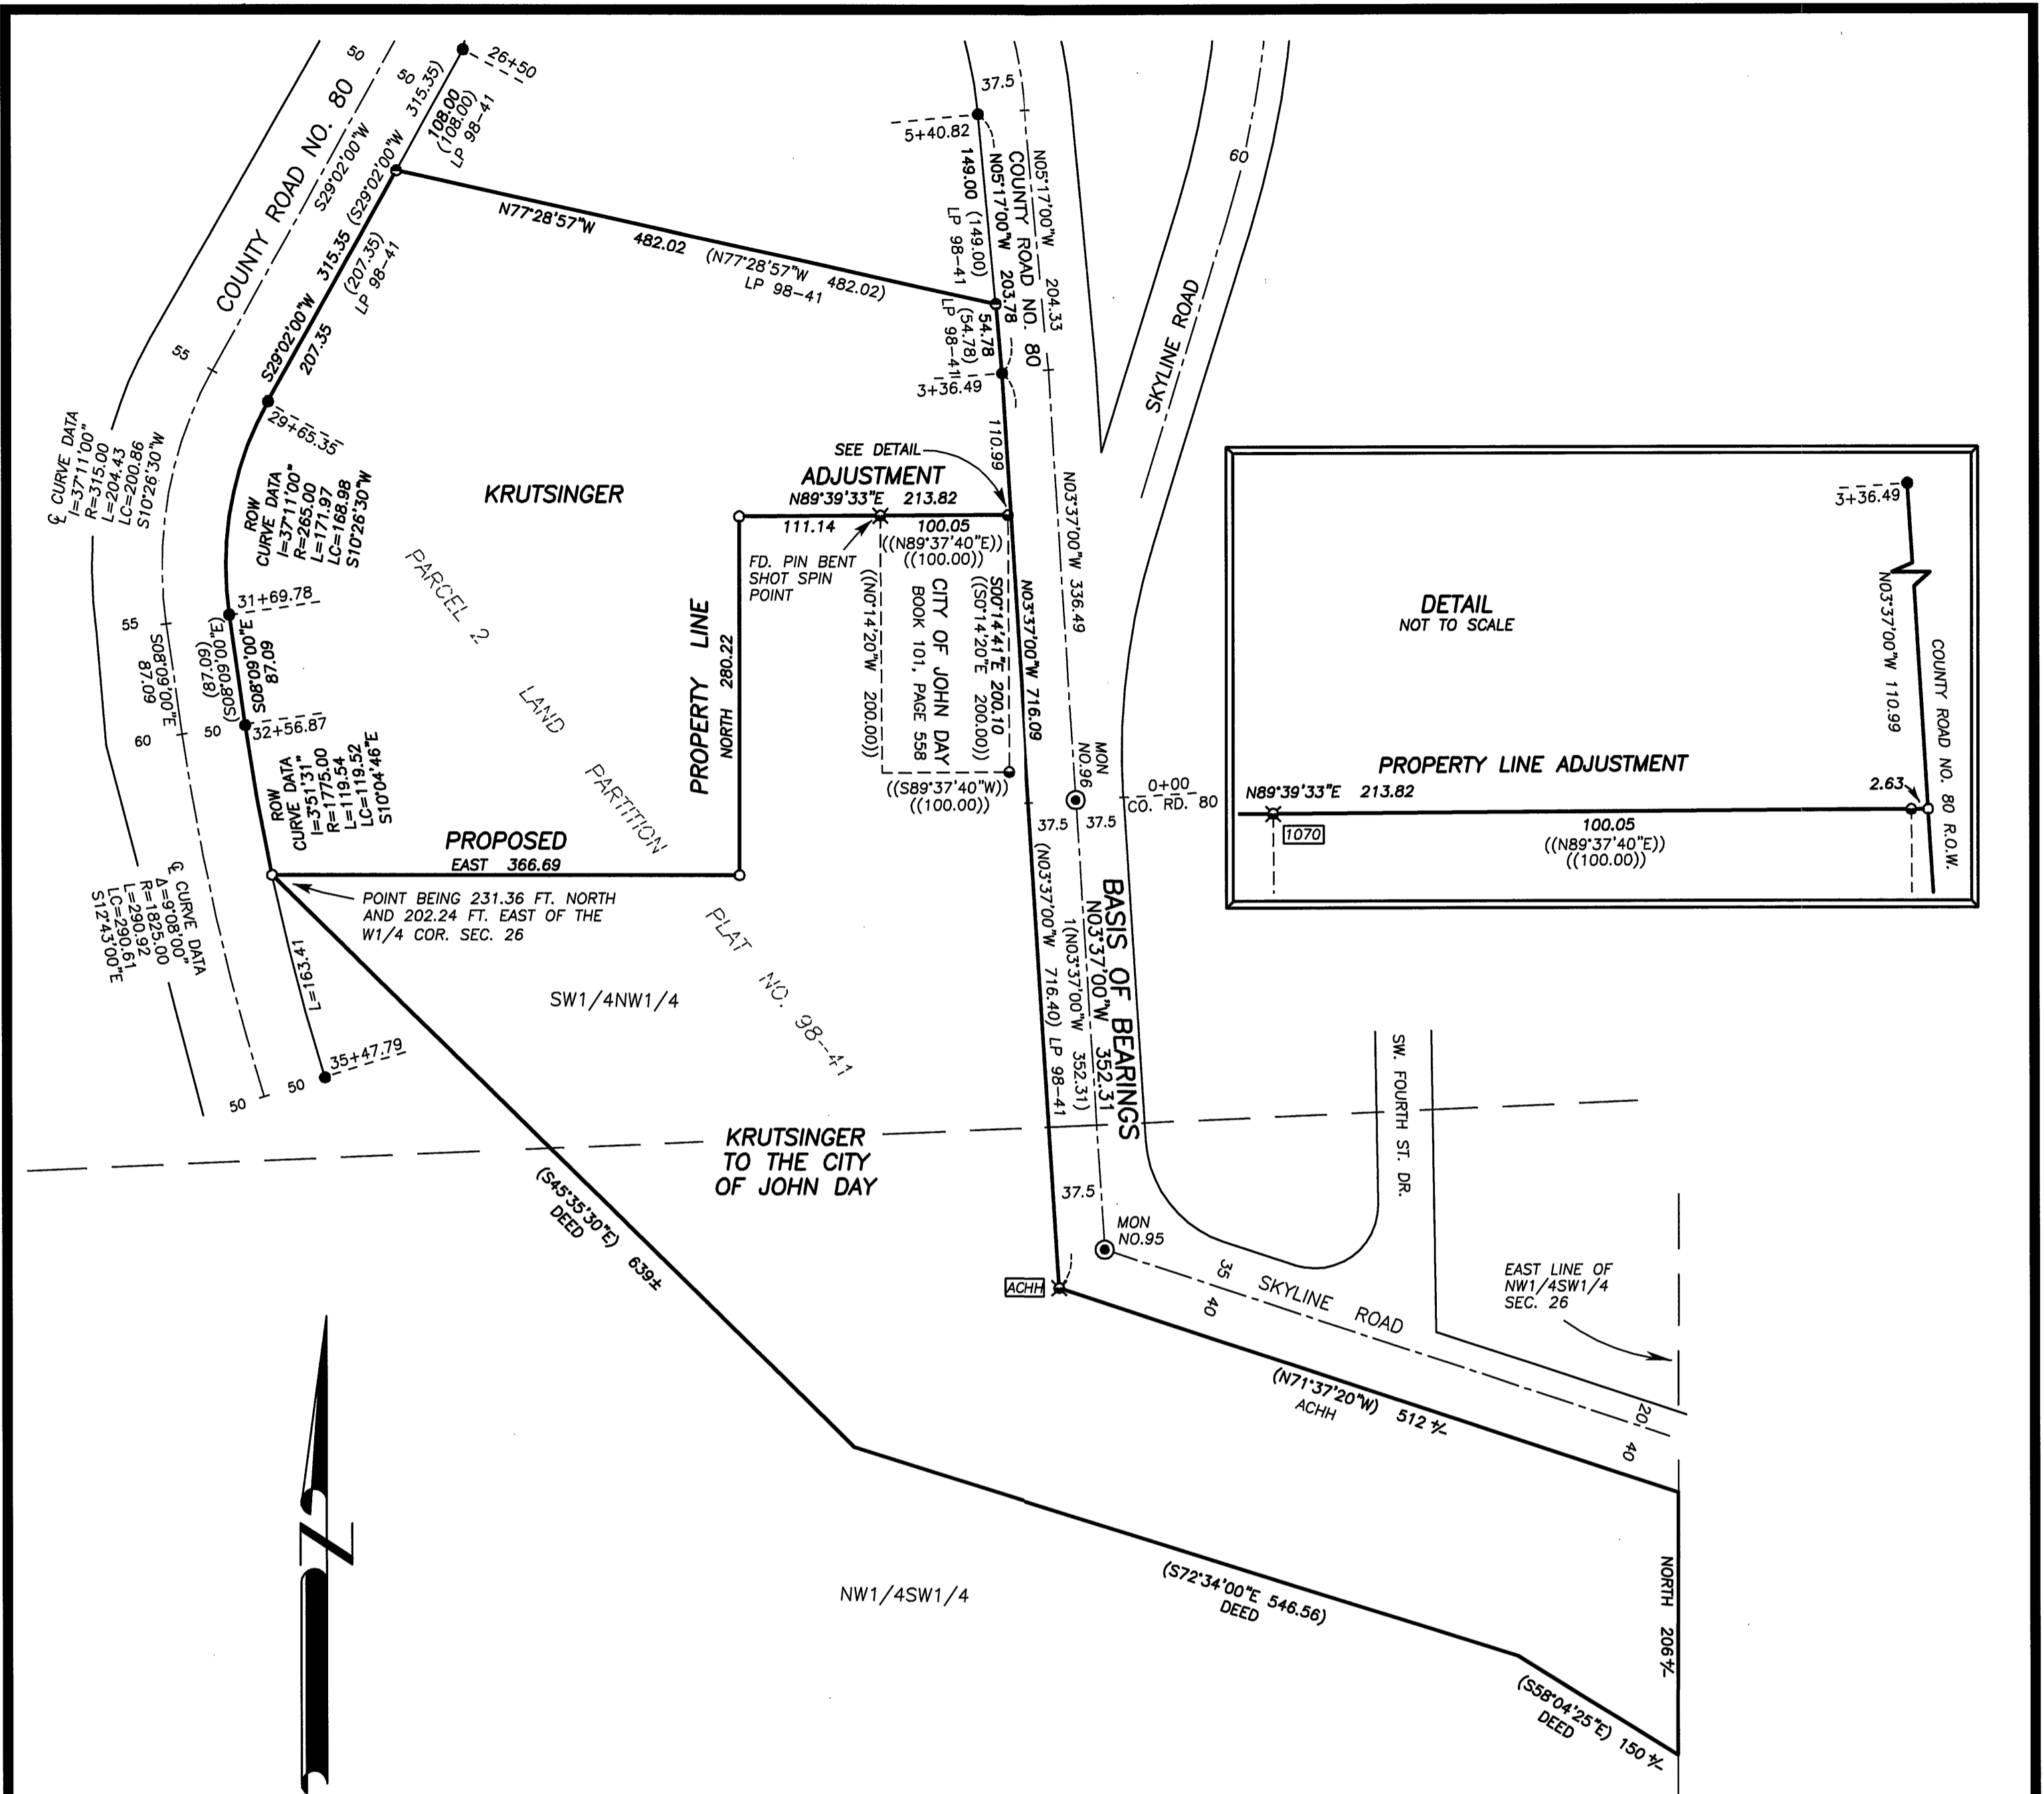 50
50
26+50
COUNTY ROAD NO. 80
S29°02'00"W
S29°02'00"W 315.35 (S29°02'00"W 315.35)
108.00
(108.00)
LP 98-41
207.35
(207.35)
LP 98-41
55
29+65.35
N77°28'57"W 482.02 (N77°28'57"W 482.02)
LP 98-41
37.5
5+40.82
149.00 (149.00)
LP 98-41
N05°17'00"W 203.78
COUNTY ROAD NO. 80
N05°17'00"W 204.33
54.78
(54.78)
LP 98-41
3+36.49
60
SKYLINE ROAD
℄ CURVE DATA
I=37°11'00"
R=315.00
L=204.43
LC=200.86
S10°26'30"W
ROW
CURVE DATA
I=37°11'00"
R=265.00
L=171.97
LC=168.98
S10°26'30"W
KRUTSINGER
SEE DETAIL
ADJUSTMENT
N89°39'33"E 213.82
111.14
100.05
((N89°37'40"E))
((100.00))
FD. PIN BENT
SHOT SPIN
POINT
110.99
N03°37'00"W 336.49
PARCEL 2
LAND
PARTITION
PLAT NO. 98-41
31+69.78
55
60
50
S08°09'00"E
87.09
(S08°09'00"E)
(87.09)
S08°09'00"E
87.09
32+56.87
PROPERTY LINE
NORTH 280.22
((N0°14'20"W 200.00))
CITY OF JOHN DAY
BOOK 101, PAGE 558
S00°14'41"E 200.10
((S0°14'20"E 200.00))
((S89°37'40"W))
((100.00))
N03°37'00"W 716.09
MON
NO.96
0+00
CO. RD. 80
37.5
37.5
ROW
CURVE DATA
I=3°51'31"
R=1775.00
L=119.54
LC=119.52
S10°04'46"E
PROPOSED
EAST 366.69
POINT BEING 231.36 FT. NORTH
AND 202.24 FT. EAST OF THE
W1/4 COR. SEC. 26
℄ CURVE DATA
Δ=9°08'00"
R=1825.00
L=290.92
LC=290.61
S12°43'00"E
L=163.41
35+47.79
50
50
SW1/4NW1/4
(N03°37'00"W 716.40) LP 98-41
1(N03°37'00"W 352.31)
N03°37'00"W 352.31
BASIS OF BEARINGS
DETAIL
NOT TO SCALE
3+36.49
N03°37'00"W 110.99
COUNTY ROAD NO. 80 R.O.W.
PROPERTY LINE ADJUSTMENT
N89°39'33"E 213.82
2.63
1070
100.05
((N89°37'40"E))
((100.00))
SW. FOURTH ST. DR.
KRUTSINGER
TO THE CITY
OF JOHN DAY
(S45°35'30"E) 639±
DEED
37.5
MON
NO.95
ACHH
35
40
SKYLINE ROAD
EAST LINE OF
NW1/4SW1/4
SEC. 26
(N71°37'20"W) 512 +/-
ACHH
20
40
NW1/4SW1/4
(S72°34'00"E 546.56)
DEED
NORTH 206+/-
(S58°04'25"E) 150 +/-
DEED